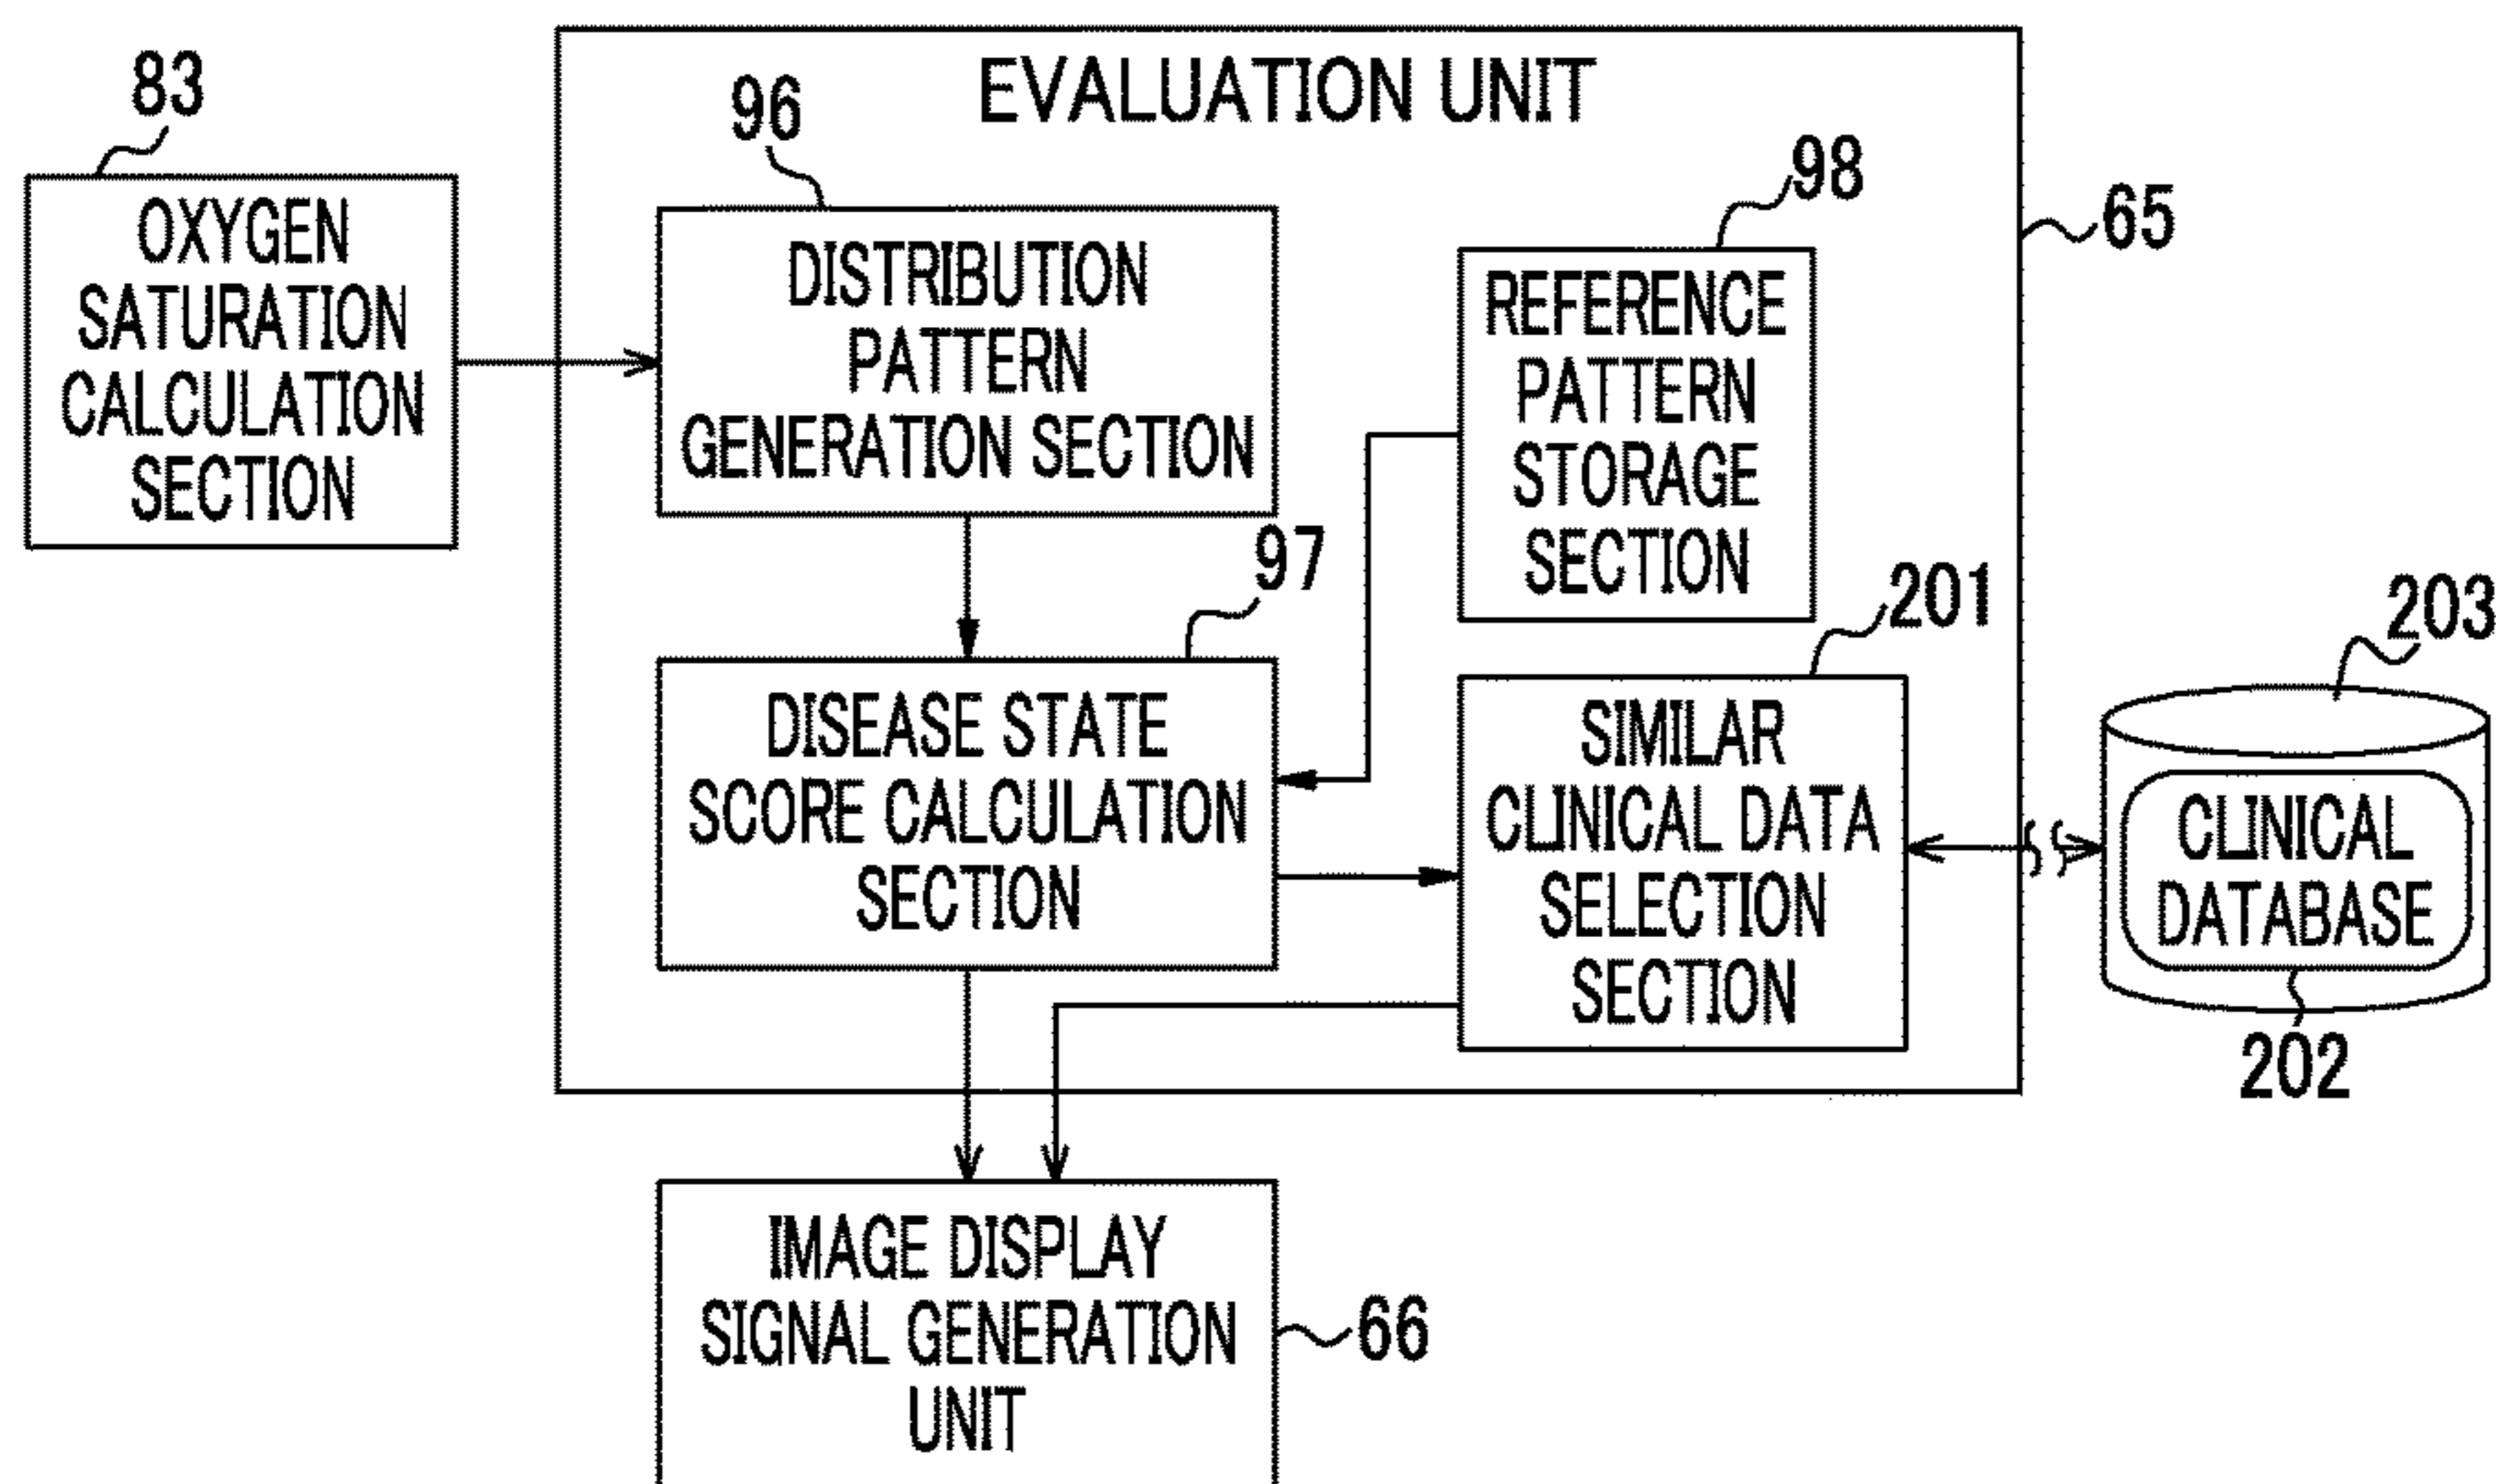 83
OXYGEN
SATURATION
CALCULATION
SECTION
EVALUATION UNIT
65
96
DISTRIBUTION
PATTERN
GENERATION SECTION
98
REFERENCE
PATTERN
STORAGE
SECTION
97
DISEASE STATE
SCORE CALCULATION
SECTION
201
SIMILAR
CLINICAL DATA
SELECTION
SECTION
203
CLINICAL
DATABASE
202
IMAGE DISPLAY
SIGNAL GENERATION
UNIT
66